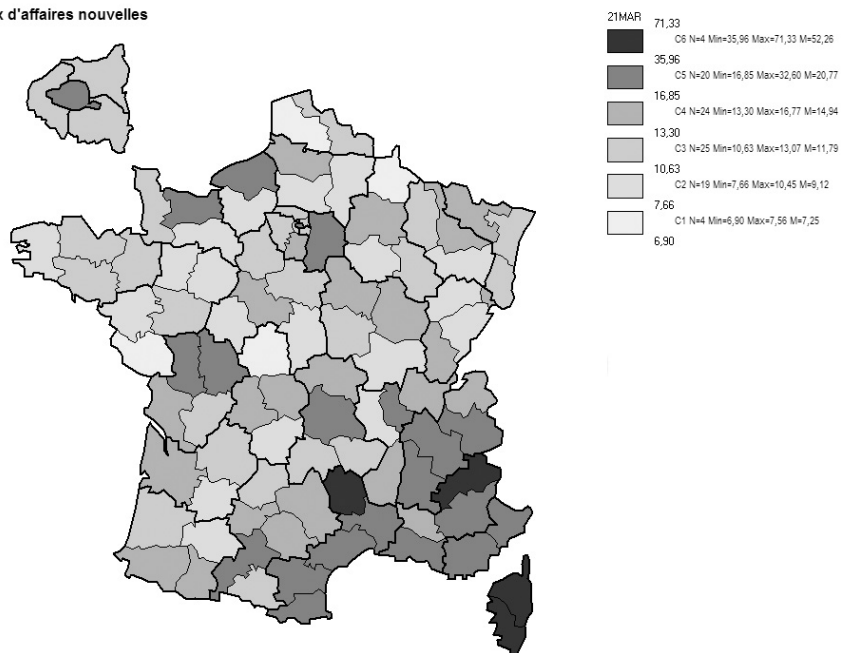 x d'affaires nouvelles
21MAR
71,33
C6 N=4 Min=35,96 Max=71,33 M=52,26
35,96
C5 N=20 Min=16,85 Max=32,60 M=20,77
16,85
C4 N=24 Min=13,30 Max=16,77 M=14,94
13,30
C3 N=25 Min=10,63 Max=13,07 M=11,79
10,63
C2 N=19 Min=7,66 Max=10,45 M=9,12
7,66
C1 N=4 Min=6,90 Max=7,56 M=7,25
6,90